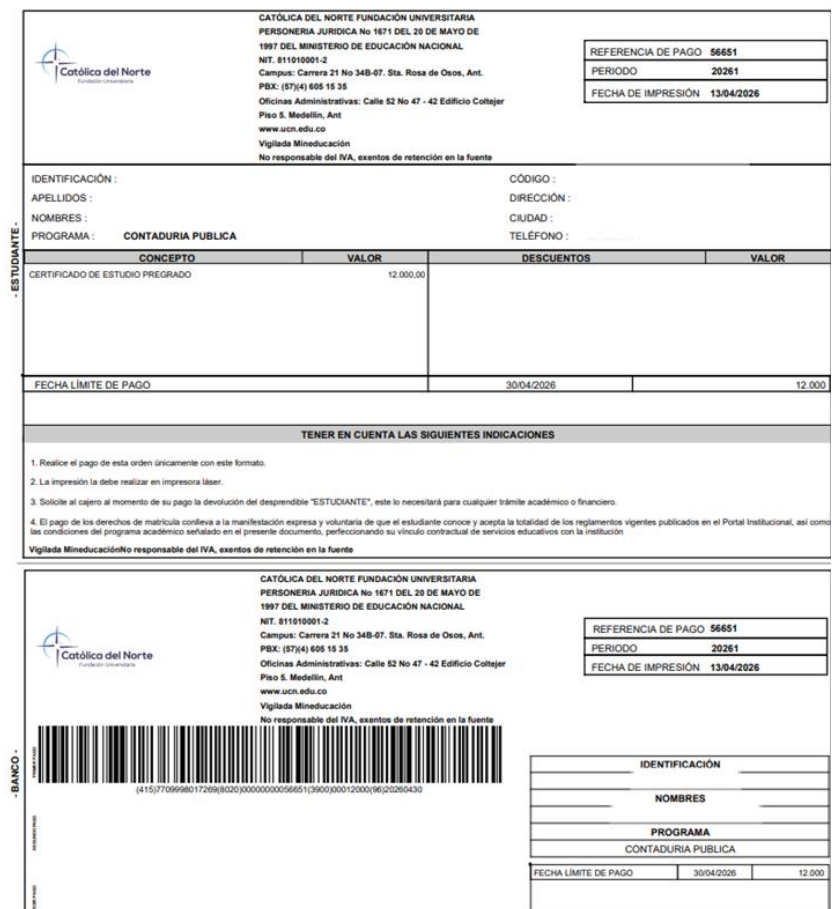 CATÓLICA DEL NORTE FUNDACIÓN UNIVERSITARIA
PERSONERIA JURIDICA No 1671 DEL 20 DE MAYO DE
1997 DEL MINISTERIO DE EDUCACIÓN NACIONAL
NIT. 811010001-2
Campus: Carrera 21 No 34B-07. Sta. Rosa de Osos, Ant.
PBX: (57)(4) 605 15 35
Oficinas Administrativas: Calle 52 No 47 - 42 Edificio Coltejer
Piso 5. Medellín, Ant
www.ucn.edu.co
Vigilada Mineducación
No responsable del IVA, exentos de retención en la fuente
Católica del Norte
Fundación Universitaria
REFERENCIA DE PAGO 56651
PERIODO 20261
FECHA DE IMPRESIÓN 13/04/2026
- ESTUDIANTE -
IDENTIFICACIÓN : CÓDIGO :
APELLIDOS : DIRECCIÓN :
NOMBRES : CIUDAD :
PROGRAMA : CONTADURIA PUBLICA TELÉFONO :
CONCEPTO VALOR DESCUENTOS VALOR
CERTIFICADO DE ESTUDIO PREGRADO 12.000,00
FECHA LÍMITE DE PAGO 30/04/2026 12.000
TENER EN CUENTA LAS SIGUIENTES INDICACIONES
1. Realice el pago de esta orden únicamente con este formato.
2. La impresión la debe realizar en impresora láser.
3. Solicite al cajero al momento de su pago la devolución del desprendible "ESTUDIANTE", este lo necesitará para cualquier trámite académico o financiero.
4. El pago de los derechos de matrícula conlleva a la manifestación expresa y voluntaria de que el estudiante conoce y acepta la totalidad de los reglamentos vigentes publicados en el Portal Institucional, así como
las condiciones del programa académico señalado en el presente documento, perfeccionando su vínculo contractual de servicios educativos con la institución
Vigilada MineducaciónNo responsable del IVA, exentos de retención en la fuente
CATÓLICA DEL NORTE FUNDACIÓN UNIVERSITARIA
PERSONERIA JURIDICA No 1671 DEL 20 DE MAYO DE
1997 DEL MINISTERIO DE EDUCACIÓN NACIONAL
NIT. 811010001-2
Campus: Carrera 21 No 34B-07. Sta. Rosa de Osos, Ant.
PBX: (57)(4) 605 15 35
Oficinas Administrativas: Calle 52 No 47 - 42 Edificio Coltejer
Piso 5. Medellín, Ant
www.ucn.edu.co
Vigilada Mineducación
No responsable del IVA, exentos de retención en la fuente
Católica del Norte
Fundación Universitaria
REFERENCIA DE PAGO 56651
PERIODO 20261
FECHA DE IMPRESIÓN 13/04/2026
- BANCO -
PRIMER PAGO
(415)7709998017269(8020)00000000056651(3900)00012000(96)20260430
SEGUNDO PAGO
IDENTIFICACIÓN
NOMBRES
PROGRAMA
CONTADURIA PUBLICA
FECHA LÍMITE DE PAGO 30/04/2026 12.000